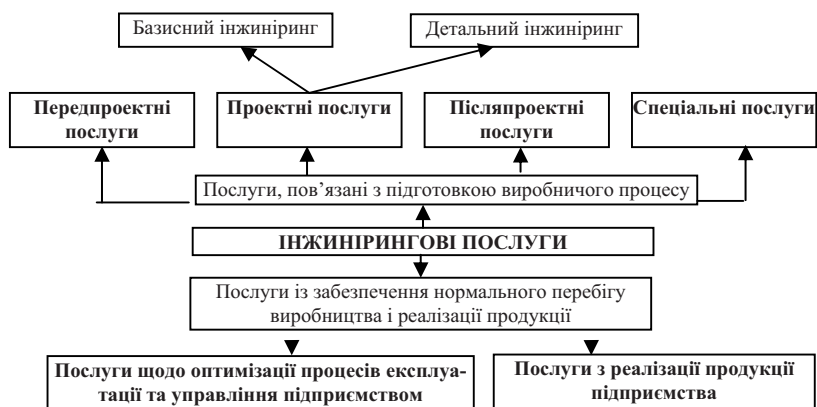 Базисний інжиніринг
Детальний інжиніринг
Передпроектні
послуги
Проектні послуги
Післяпроектні
послуги
Спеціальні послуги
Послуги, пов’язані з підготовкою виробничого процесу
ІНЖИНІРИНГОВІ ПОСЛУГИ
Послуги із забезпечення нормального перебігу
виробництва і реалізації продукції
Послуги щодо оптимізації процесів експлуа-
тації та управління підприємством
Послуги з реалізації продукції
підприємства